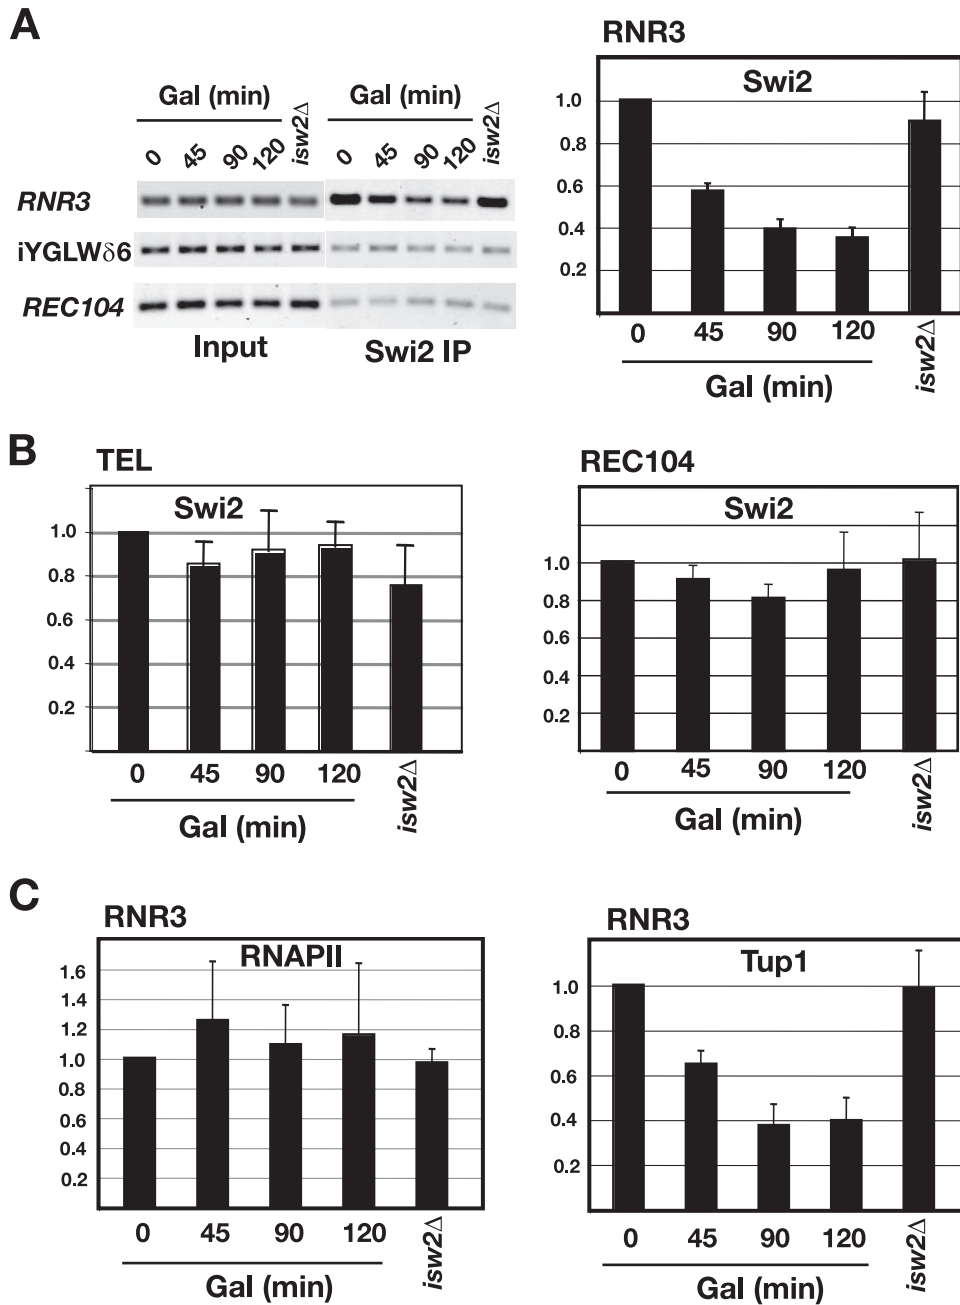 A
Gal (min)
0 45 90 120 isw2Δ
Gal (min)
0 45 90 120 isw2Δ
RNR3
iYGLWδ6
REC104
Input
Swi2 IP
RNR3
Swi2
1.0
0.8
0.6
0.4
0.2
0 45 90 120 isw2Δ
Gal (min)
B
TEL
Swi2
1.0
0.8
0.6
0.4
0.2
0 45 90 120 isw2Δ
Gal (min)
REC104
Swi2
1.0
0.8
0.6
0.4
0.2
0 45 90 120 isw2Δ
Gal (min)
C
RNR3
RNAPII
1.6
1.4
1.2
1.0
0.8
0.6
0.4
0.2
0 45 90 120 isw2Δ
Gal (min)
RNR3
Tup1
1.0
0.8
0.6
0.4
0.2
0 45 90 120 isw2Δ
Gal (min)